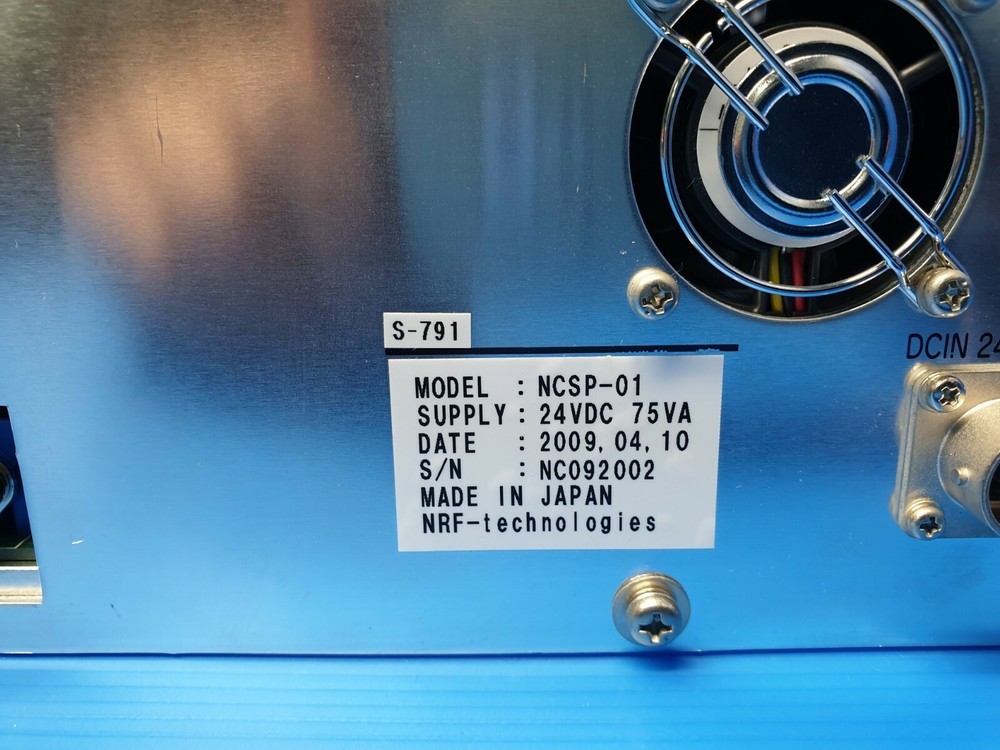 DCIN 24
S-791
MODEL : NCSP-01
SUPPLY : 24VDC 75VA
DATE : 2009.04.10
S/N : NC092002
MADE IN JAPAN
NRF-technologies